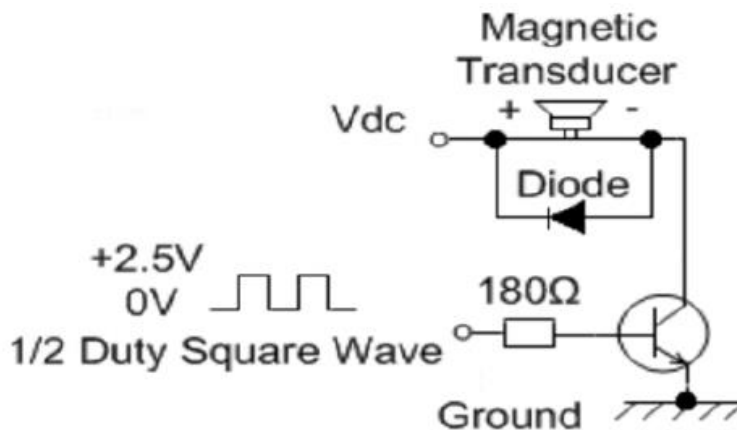 Magnetic
Transducer
Vdc + -
Diode
+2.5V
0V
180Ω
1/2 Duty Square Wave
Ground